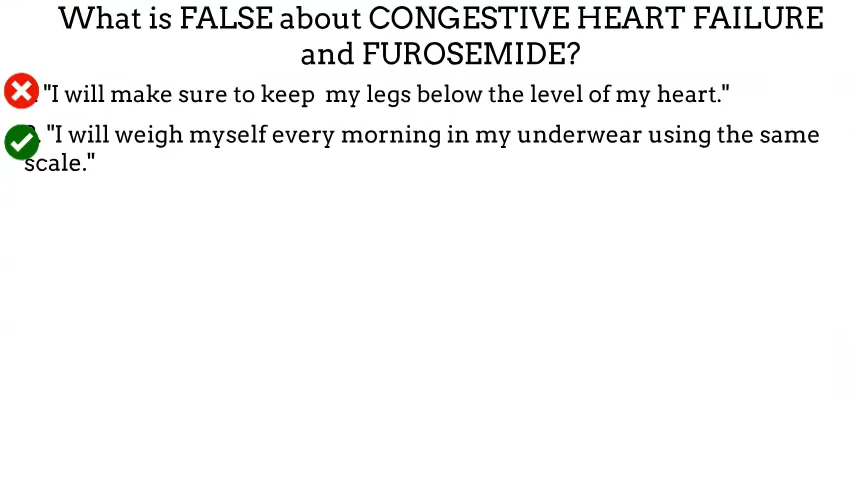 What is FALSE about CONGESTIVE HEART FAILURE
and FUROSEMIDE?
"I will make sure to keep my legs below the level of my heart."
"I will weigh myself every morning in my underwear using the same
scale."